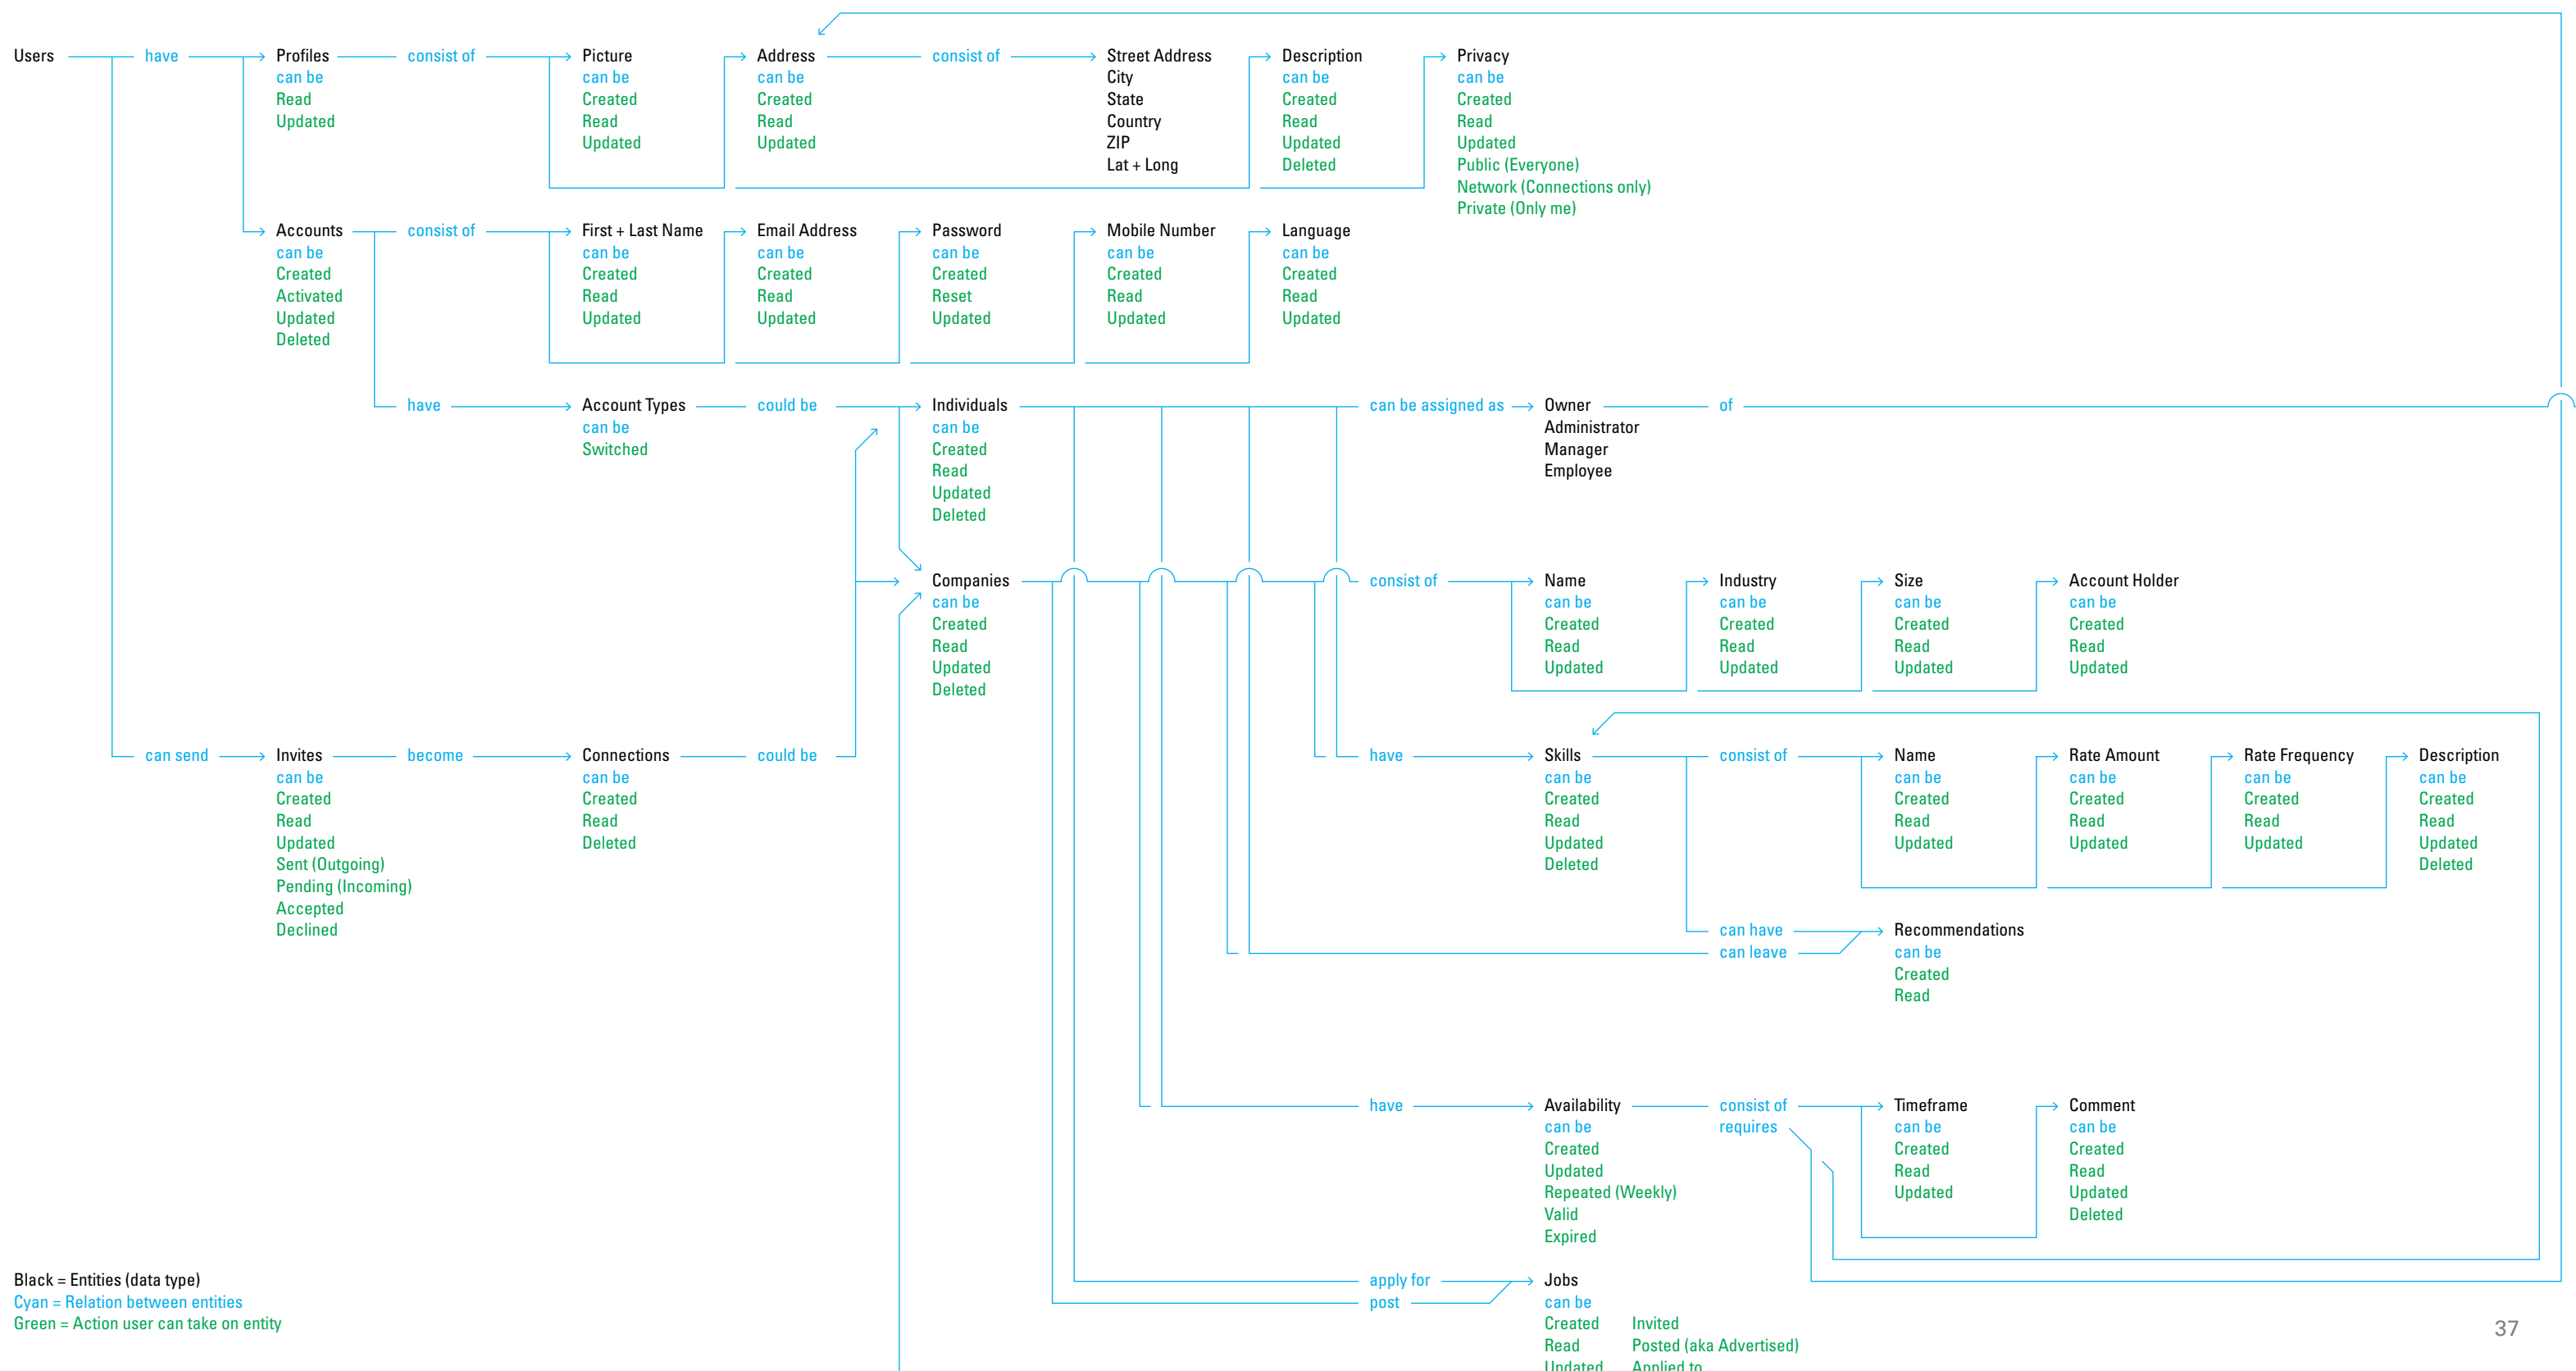 Users
have
Profiles
can be
Read
Updated
consist of
Picture
can be
Created
Read
Updated
Address
can be
Created
Read
Updated
consist of
Street Address
City
State
Country
ZIP
Lat + Long
Description
can be
Created
Read
Updated
Deleted
Privacy
can be
Created
Read
Updated
Public (Everyone)
Network (Connections only)
Private (Only me)
Accounts
can be
Created
Activated
Updated
Deleted
consist of
First + Last Name
can be
Created
Read
Updated
Email Address
can be
Created
Read
Updated
Password
can be
Created
Reset
Updated
Mobile Number
can be
Created
Read
Updated
Language
can be
Created
Read
Updated
have
Account Types
can be
Switched
could be
Individuals
can be
Created
Read
Updated
Deleted
can be assigned as
Owner
Administrator
Manager
Employee
of
Companies
can be
Created
Read
Updated
Deleted
consist of
Name
can be
Created
Read
Updated
Industry
can be
Created
Read
Updated
Size
can be
Created
Read
Updated
Account Holder
can be
Created
Read
Updated
can send
Invites
can be
Created
Read
Updated
Sent (Outgoing)
Pending (Incoming)
Accepted
Declined
become
Connections
can be
Created
Read
Deleted
could be
have
Skills
can be
Created
Read
Updated
Deleted
consist of
Name
can be
Created
Read
Updated
Rate Amount
can be
Created
Read
Updated
Rate Frequency
can be
Created
Read
Updated
Description
can be
Created
Read
Updated
Deleted
can have
can leave
Recommendations
can be
Created
Read
have
Availability
can be
Created
Updated
Repeated (Weekly)
Valid
Expired
consist of
requires
Timeframe
can be
Created
Read
Updated
Comment
can be
Created
Read
Updated
Deleted
apply for
post
Jobs
can be
Created Invited
Read Posted (aka Advertised)
Updated Applied to
Black = Entities (data type)
Cyan = Relation between entities
Green = Action user can take on entity
37